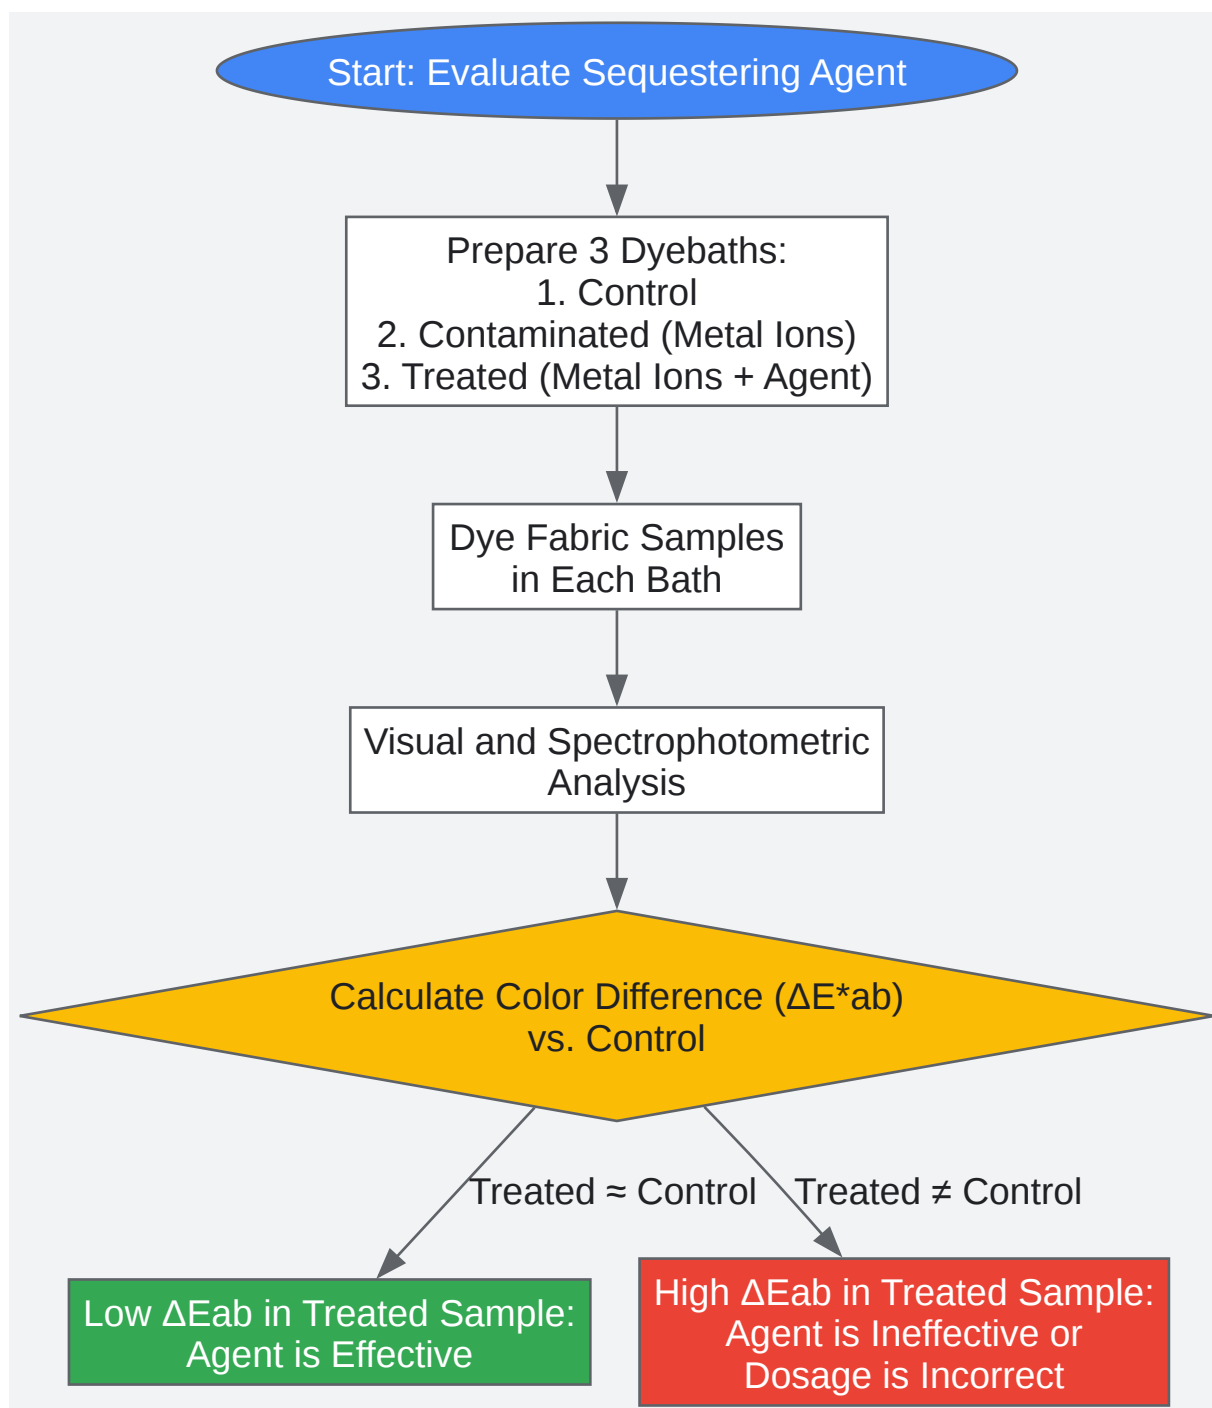 Start: Evaluate Sequestering Agent
Prepare 3 Dyebaths:
1. Control
2. Contaminated (Metal Ions)
3. Treated (Metal Ions + Agent)
Dye Fabric Samples
in Each Bath
Visual and Spectrophotometric
Analysis
Calculate Color Difference (ΔE*ab)
vs. Control
Treated ≈ Control
Treated ≠ Control
Low ΔEab in Treated Sample:
Agent is Effective
High ΔEab in Treated Sample:
Agent is Ineffective or
Dosage is Incorrect